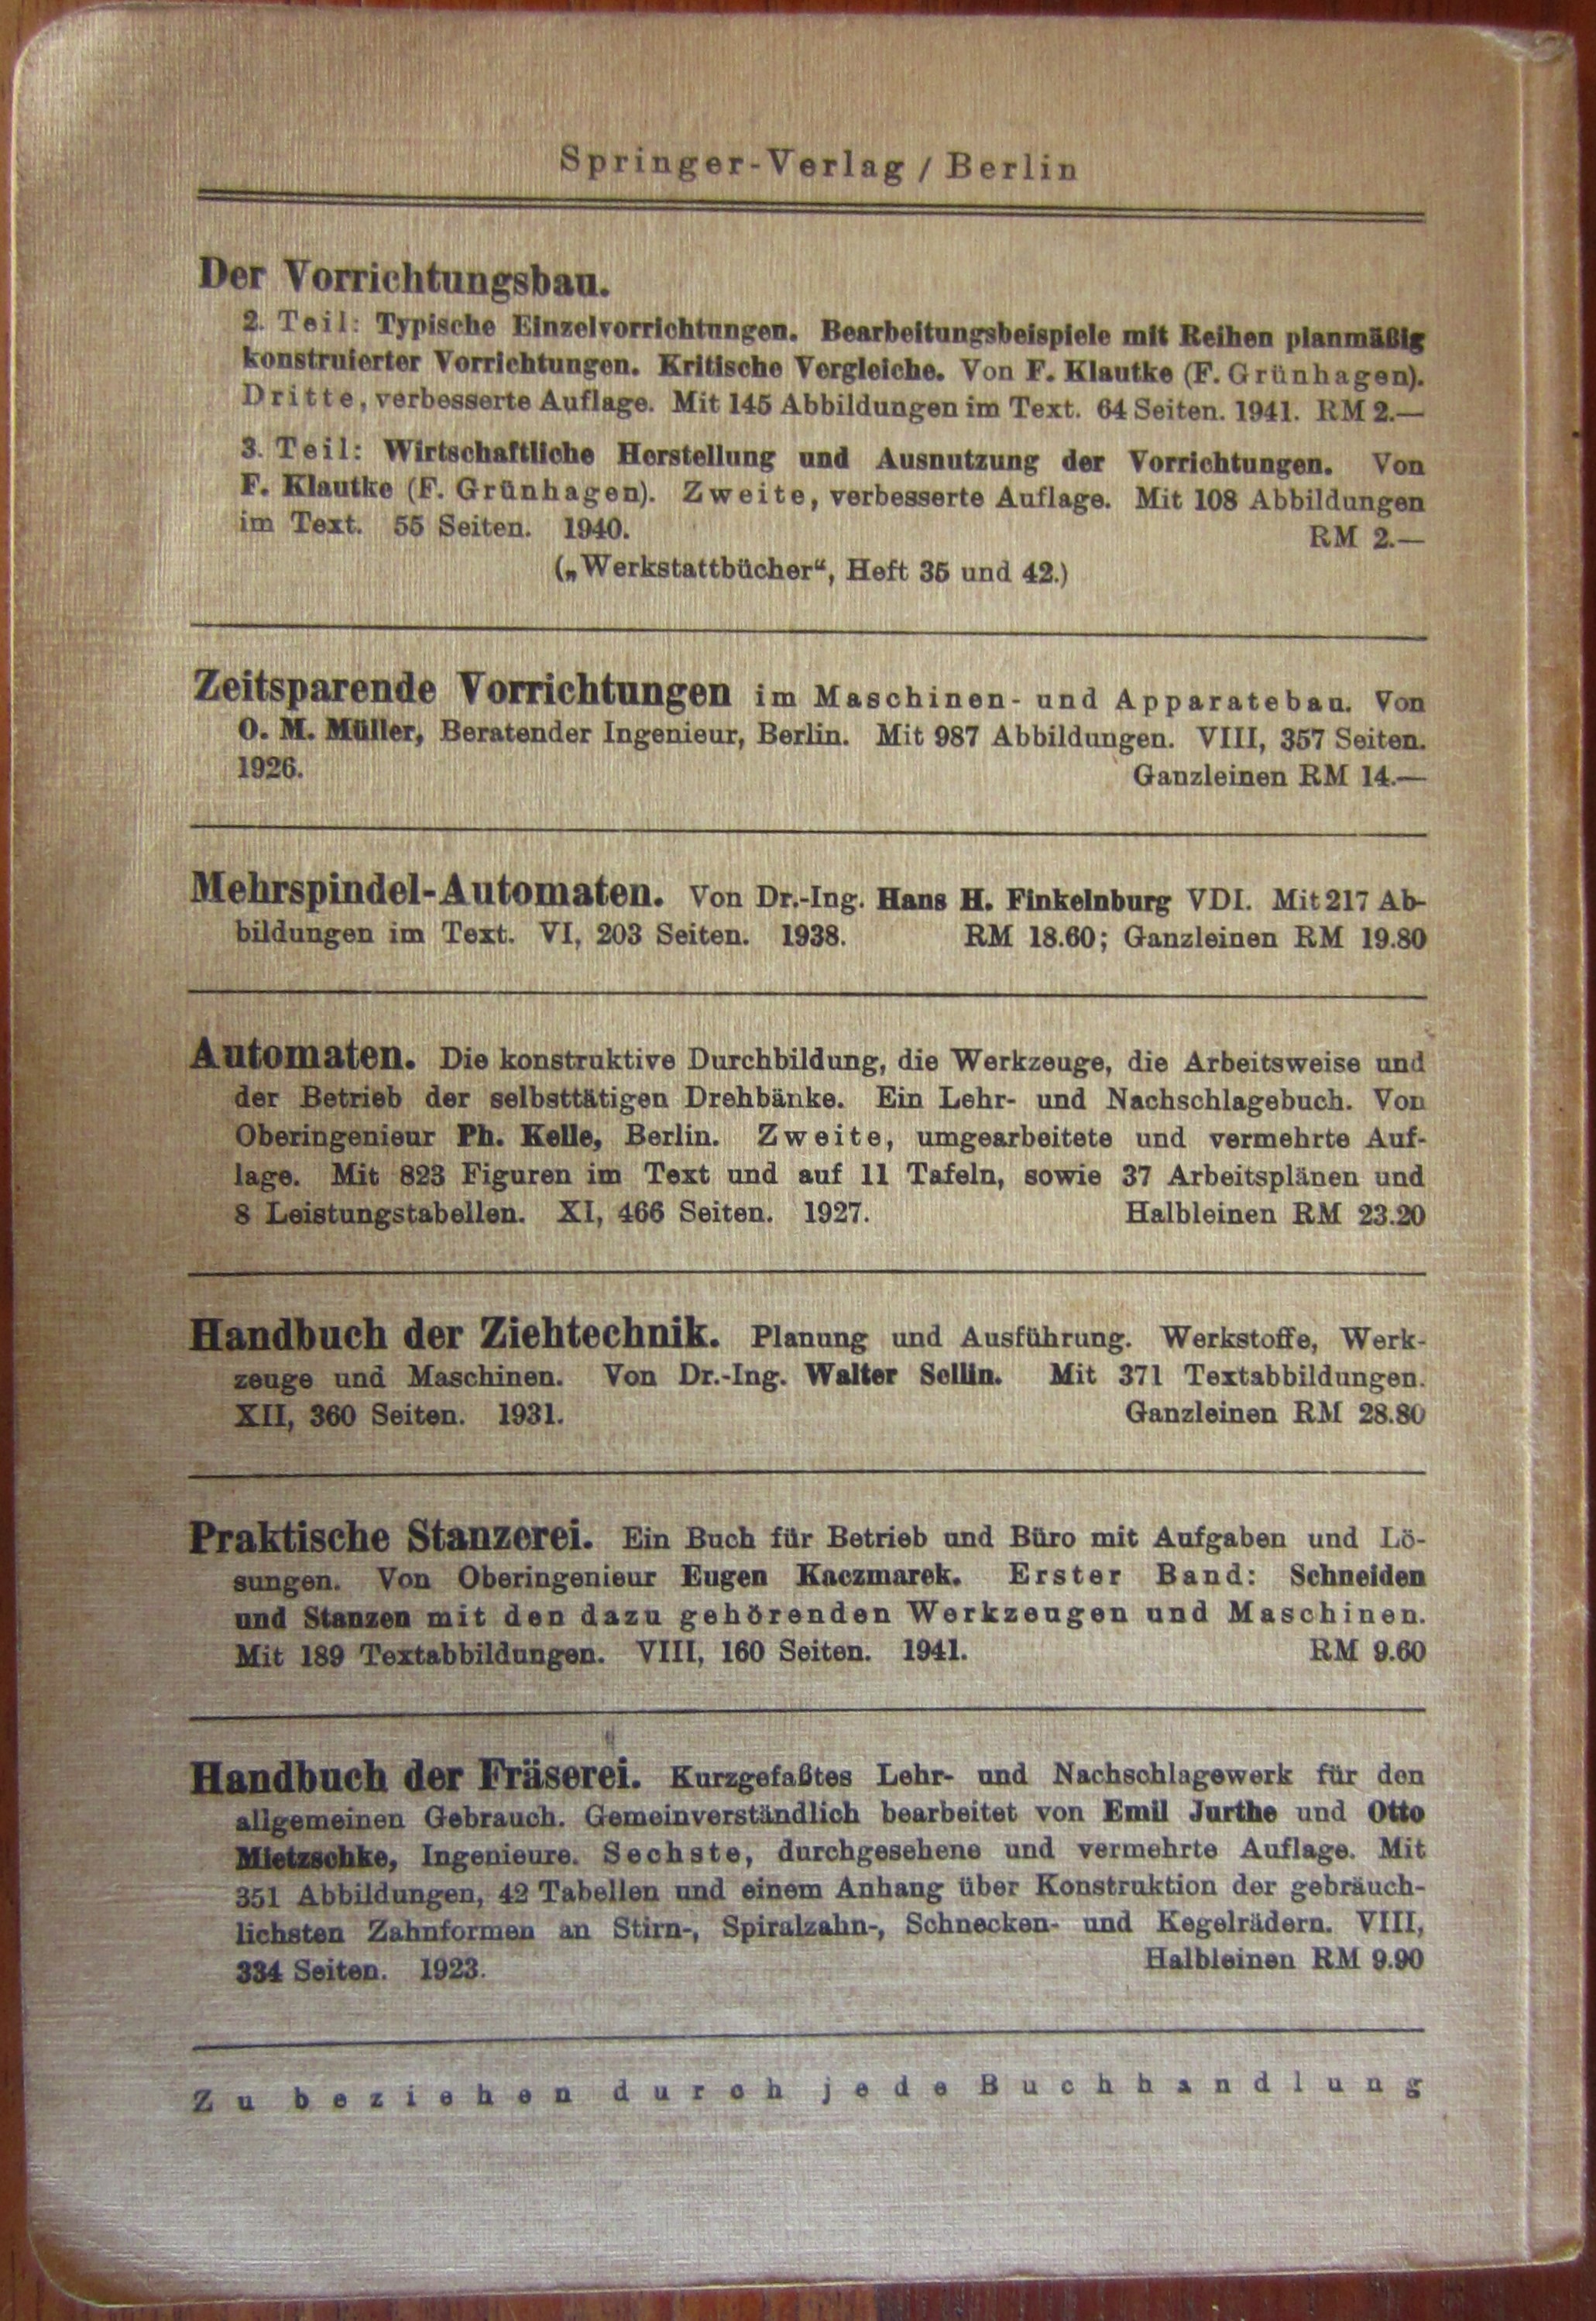 Springer-Verlag / Berlin
Der Vorrichtungsbau.
2. Teil: Typische Einzelvorrichtungen. Bearbeitungsbeispiele mit Reihen planmäßig
konstruierter Vorrichtungen. Kritische Vergleiche. Von F. Klautke (F. Grünhagen).
Dritte, verbesserte Auflage. Mit 145 Abbildungen im Text. 64 Seiten. 1941. RM 2.—
3. Teil: Wirtschaftliche Herstellung und Ausnutzung der Vorrichtungen. Von
F. Klautke (F. Grünhagen). Zweite, verbesserte Auflage. Mit 108 Abbildungen
im Text. 55 Seiten. 1940. RM 2.—
(„Werkstattbücher“, Heft 35 und 42.)
Zeitsparende Vorrichtungen im Maschinen- und Apparatebau. Von
O. M. Müller, Beratender Ingenieur, Berlin. Mit 987 Abbildungen. VIII, 357 Seiten.
1926. Ganzleinen RM 14.—
Mehrspindel-Automaten. Von Dr.-Ing. Hans H. Finkelnburg VDI. Mit 217 Ab-
bildungen im Text. VI, 203 Seiten. 1938. RM 18.60; Ganzleinen RM 19.80
Automaten. Die konstruktive Durchbildung, die Werkzeuge, die Arbeitsweise und
der Betrieb der selbsttätigen Drehbänke. Ein Lehr- und Nachschlagebuch. Von
Oberingenieur Ph. Kelle, Berlin. Zweite, umgearbeitete und vermehrte Auf-
lage. Mit 823 Figuren im Text und auf 11 Tafeln, sowie 37 Arbeitsplänen und
8 Leistungstabellen. XI, 466 Seiten. 1927. Halbleinen RM 23.20
Handbuch der Ziehtechnik. Planung und Ausführung. Werkstoffe, Werk-
zeuge und Maschinen. Von Dr.-Ing. Walter Sellin. Mit 371 Textabbildungen.
XII, 360 Seiten. 1931. Ganzleinen RM 28.80
Praktische Stanzerei. Ein Buch für Betrieb und Büro mit Aufgaben und Lö-
sungen. Von Oberingenieur Eugen Kaczmarek. Erster Band: Schneiden
und Stanzen mit den dazu gehörenden Werkzeugen und Maschinen.
Mit 189 Textabbildungen. VIII, 160 Seiten. 1941. RM 9.60
Handbuch der Fräserei. Kurzgefaßtes Lehr- und Nachschlagewerk für den
allgemeinen Gebrauch. Gemeinverständlich bearbeitet von Emil Jurthe und Otto
Mietzschke, Ingenieure. Sechste, durchgesehene und vermehrte Auflage. Mit
351 Abbildungen, 42 Tabellen und einem Anhang über Konstruktion der gebräuch-
lichsten Zahnformen an Stirn-, Spiralzahn-, Schnecken- und Kegelrädern. VIII,
334 Seiten. 1923. Halbleinen RM 9.90
Zu beziehen durch jede Buchhandlung